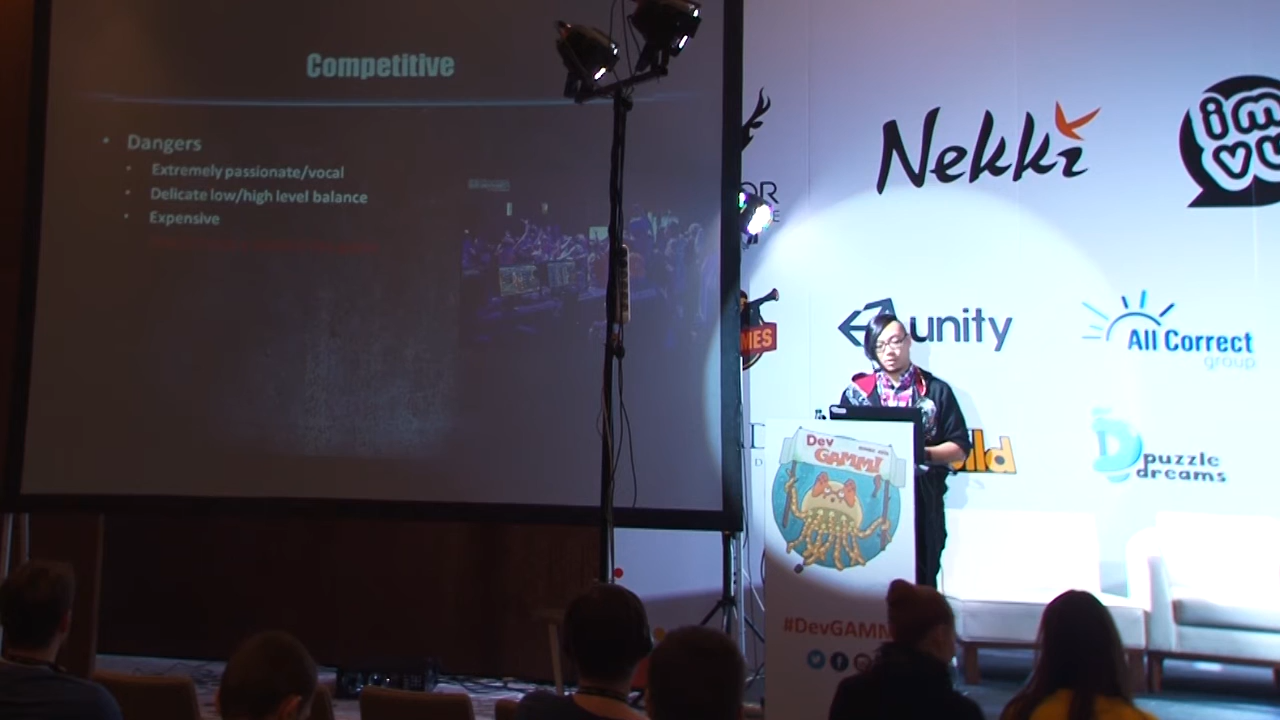 Competitive
Dangers
Extremely passionate/vocal
Delicate low/high level balance
Expensive
Nekki
im
unity
All Correct
group
puzzle
dreams
Dev
GAMM!
#DevGAMM